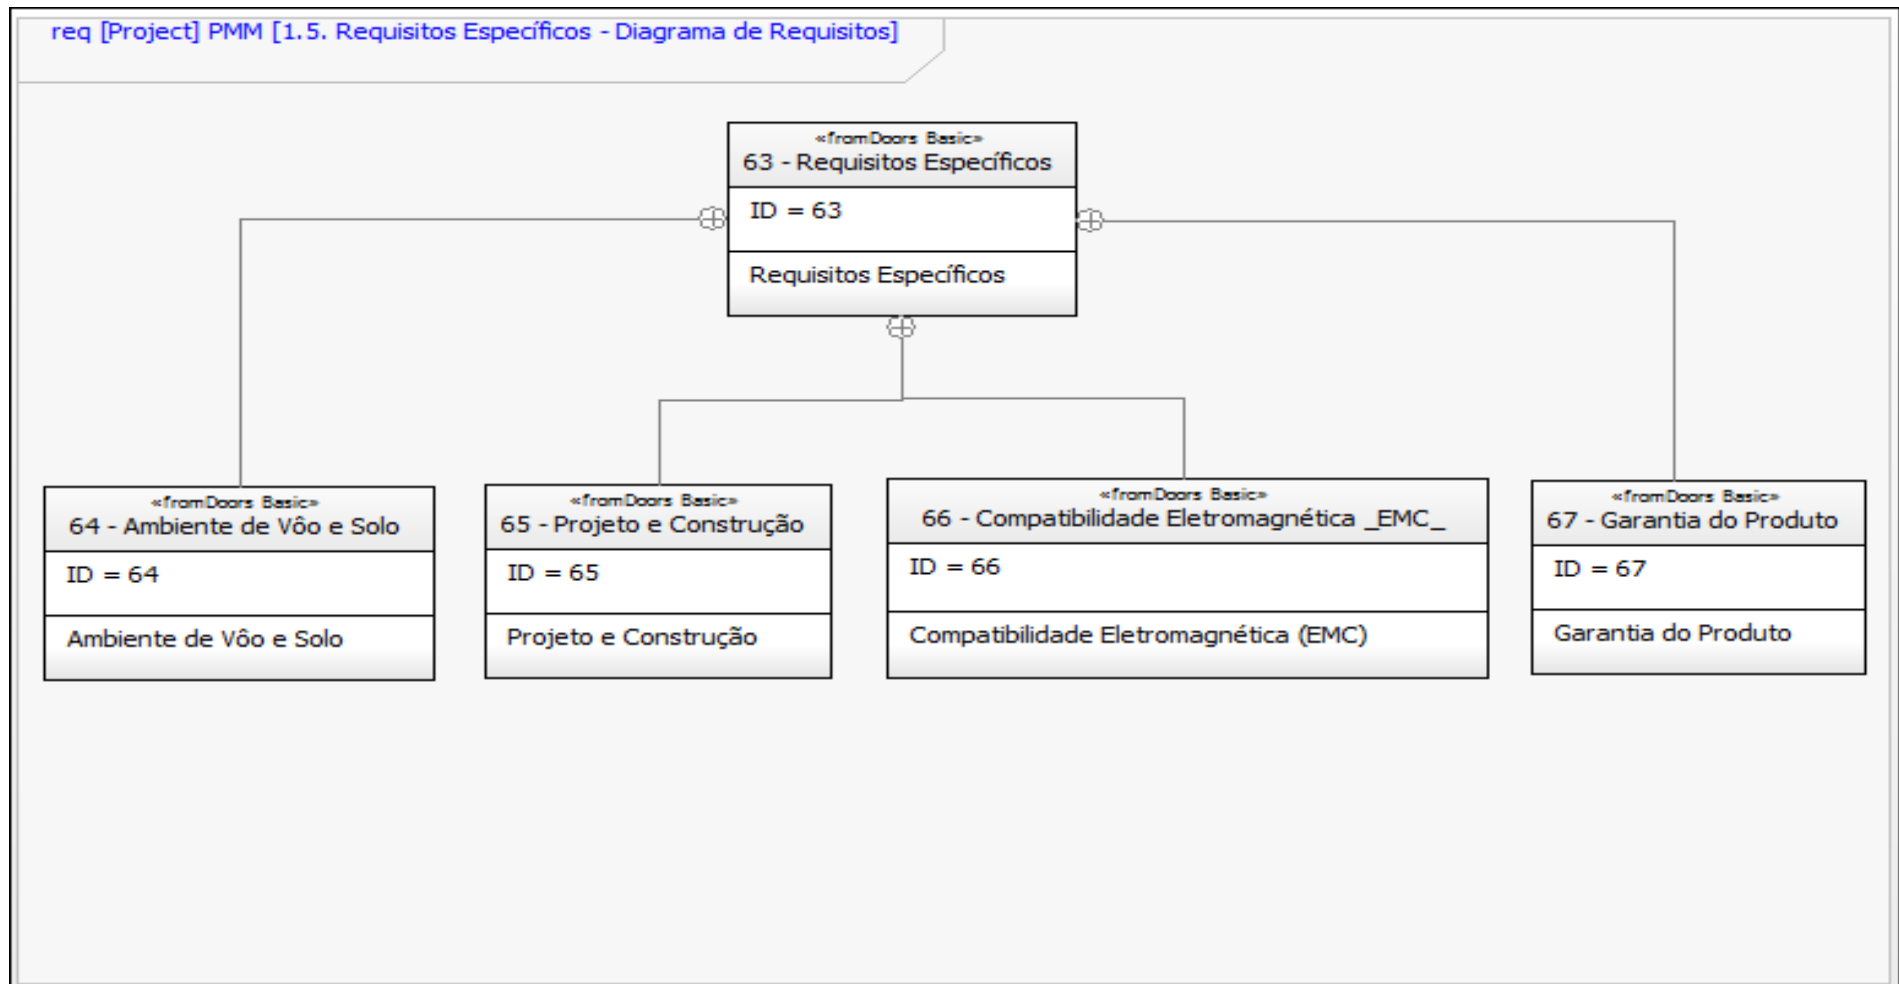 req [Project] PMM [1.5. Requisitos Específicos - Diagrama de Requisitos]
«fromDoors Basic»
63 - Requisitos Específicos
ID = 63
Requisitos Específicos
«fromDoors Basic»
64 - Ambiente de Vôo e Solo
ID = 64
Ambiente de Vôo e Solo
«fromDoors Basic»
65 - Projeto e Construção
ID = 65
Projeto e Construção
«fromDoors Basic»
66 - Compatibilidade Eletromagnética _EMC_
ID = 66
Compatibilidade Eletromagnética (EMC)
«fromDoors Basic»
67 - Garantia do Produto
ID = 67
Garantia do Produto